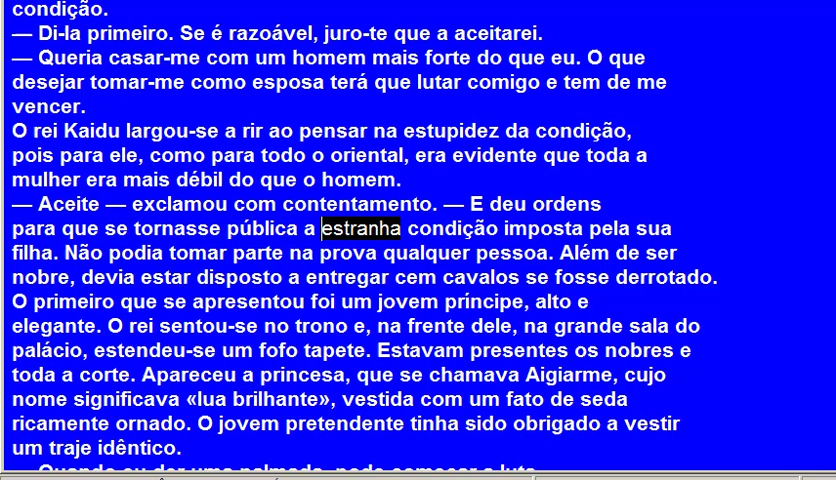 condição.
— Di-la primeiro. Se é razoável, juro-te que a aceitarei.
— Queria casar-me com um homem mais forte do que eu. O que
desejar tomar-me como esposa terá que lutar comigo e tem de me
vencer.
O rei Kaidu largou-se a rir ao pensar na estupidez da condição,
pois para ele, como para todo o oriental, era evidente que toda a
mulher era mais débil do que o homem.
— Aceite — exclamou com contentamento. — E deu ordens
para que se tornasse pública a estranha condição imposta pela sua
filha. Não podia tomar parte na prova qualquer pessoa. Além de ser
nobre, devia estar disposto a entregar cem cavalos se fosse derrotado.
O primeiro que se apresentou foi um jovem príncipe, alto e
elegante. O rei sentou-se no trono e, na frente dele, na grande sala do
palácio, estendeu-se um fofo tapete. Estavam presentes os nobres e
toda a corte. Apareceu a princesa, que se chamava Aigiarme, cujo
nome significava «lua brilhante», vestida com um fato de seda
ricamente ornado. O jovem pretendente tinha sido obrigado a vestir
um traje idêntico.
— Quando eu der uma palmada, pode começar a luta